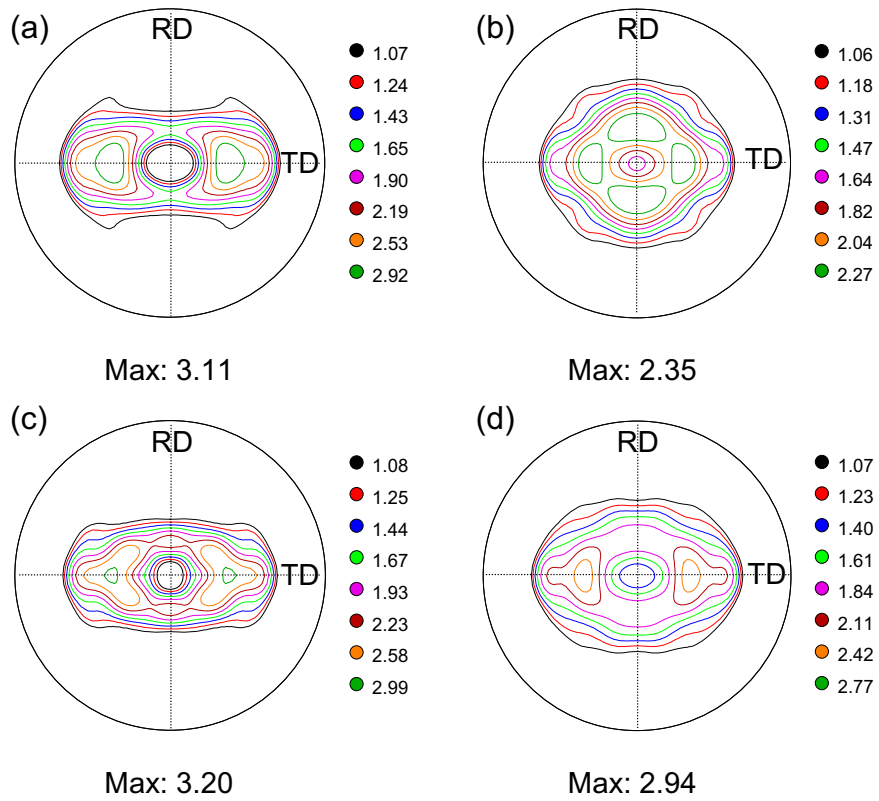 (a)
RD
TD
1.07
1.24
1.43
1.65
1.90
2.19
2.53
2.92
Max: 3.11
(b)
RD
TD
1.06
1.18
1.31
1.47
1.64
1.82
2.04
2.27
Max: 2.35
(c)
RD
TD
1.08
1.25
1.44
1.67
1.93
2.23
2.58
2.99
Max: 3.20
(d)
RD
TD
1.07
1.23
1.40
1.61
1.84
2.11
2.42
2.77
Max: 2.94